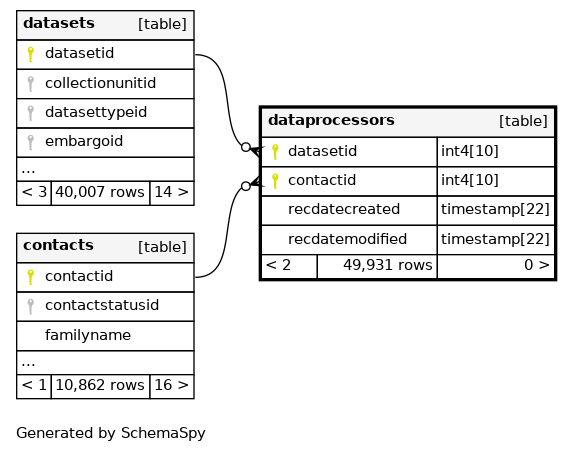 datasets [table]
datasetid
collectionunitid
datasettypeid
embargoid
...
< 3 40,007 rows 14 >
dataprocessors [table]
datasetid int4[10]
contactid int4[10]
recdatecreated timestamp[22]
recdatemodified timestamp[22]
< 2 49,931 rows 0 >
contacts [table]
contactid
contactstatusid
familyname
...
< 1 10,862 rows 16 >
Generated by SchemaSpy